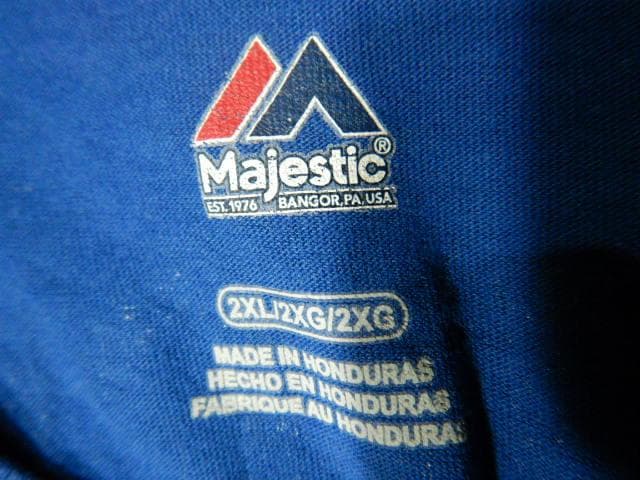 Majestic®
EST. 1976 BANGOR, PA, USA
2XL/2XG/2XG
MADE IN HONDURAS
HECHO EN HONDURAS
FABRIQUE AU HONDURAS